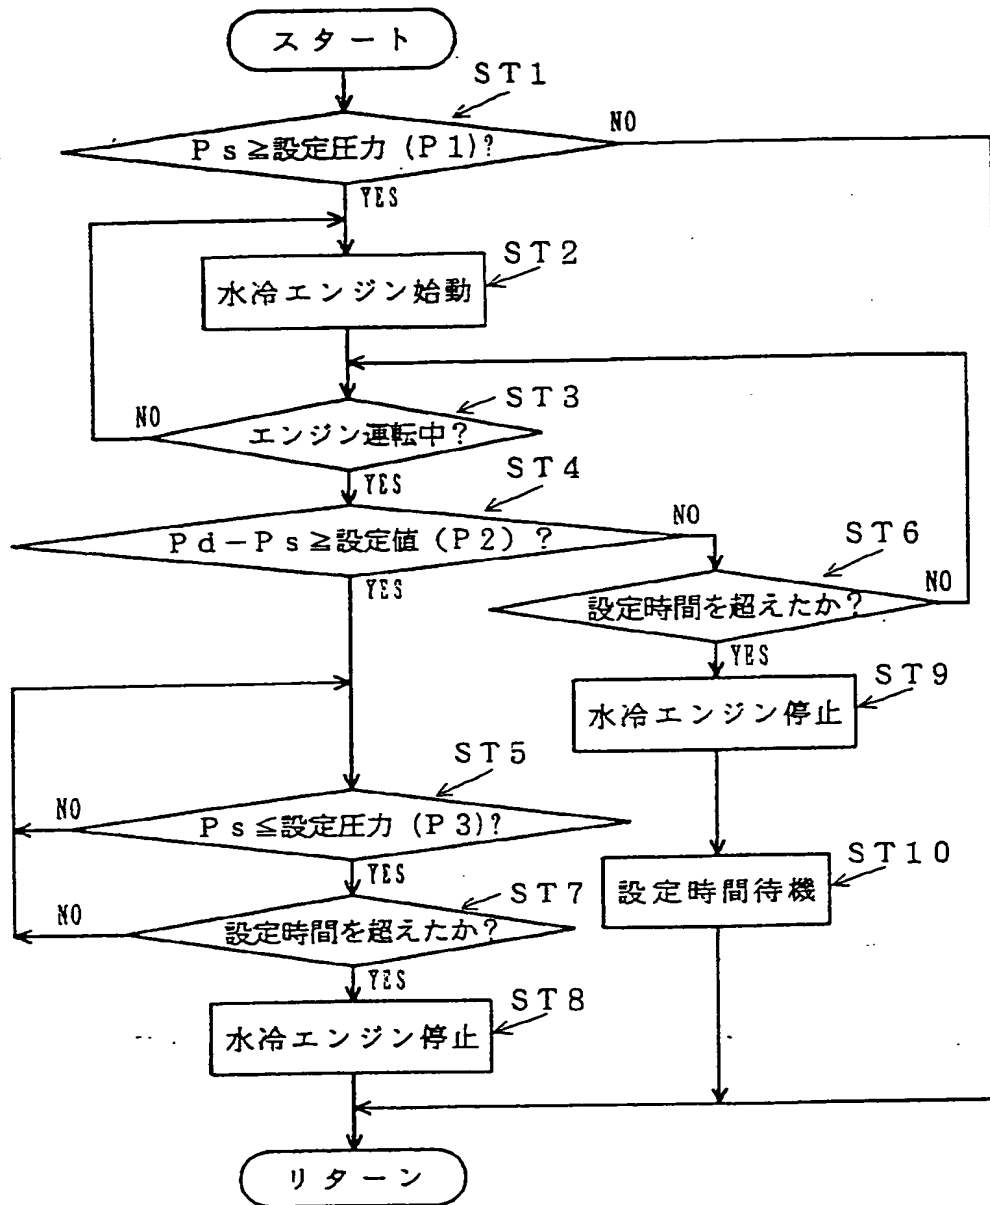 スタート
ST1
Ps≧設定圧力(P1)?
NO
YES
ST2
水冷エンジン始動
ST3
エンジン運転中?
NO
YES
ST4
Pd-Ps≧設定値(P2)?
NO
YES
ST6
設定時間を超えたか?
NO
YES
ST9
水冷エンジン停止
ST5
Ps≦設定圧力(P3)?
NO
YES
ST10
設定時間待機
ST7
設定時間を超えたか?
NO
YES
ST8
水冷エンジン停止
リターン